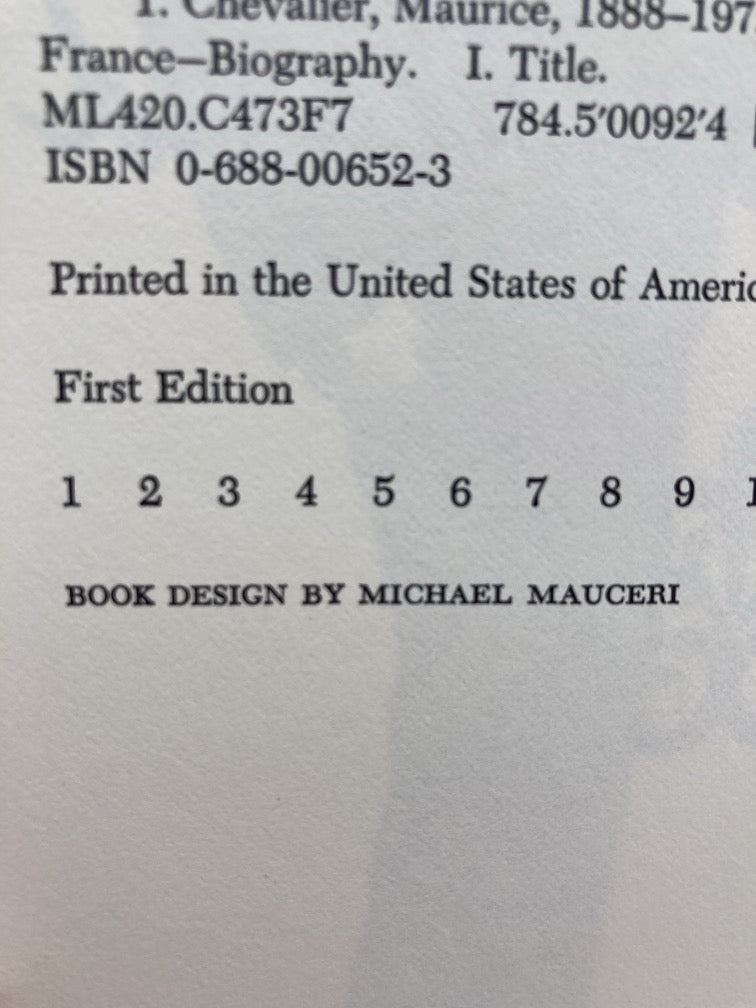 1. Chevalier, Maurice, 1888–197
France—Biography. I. Title.
ML420.C473F7 784.5'0092'4
ISBN 0-688-00652-3
Printed in the United States of Americ
First Edition
1 2 3 4 5 6 7 8 9 1
BOOK DESIGN BY MICHAEL MAUCERI